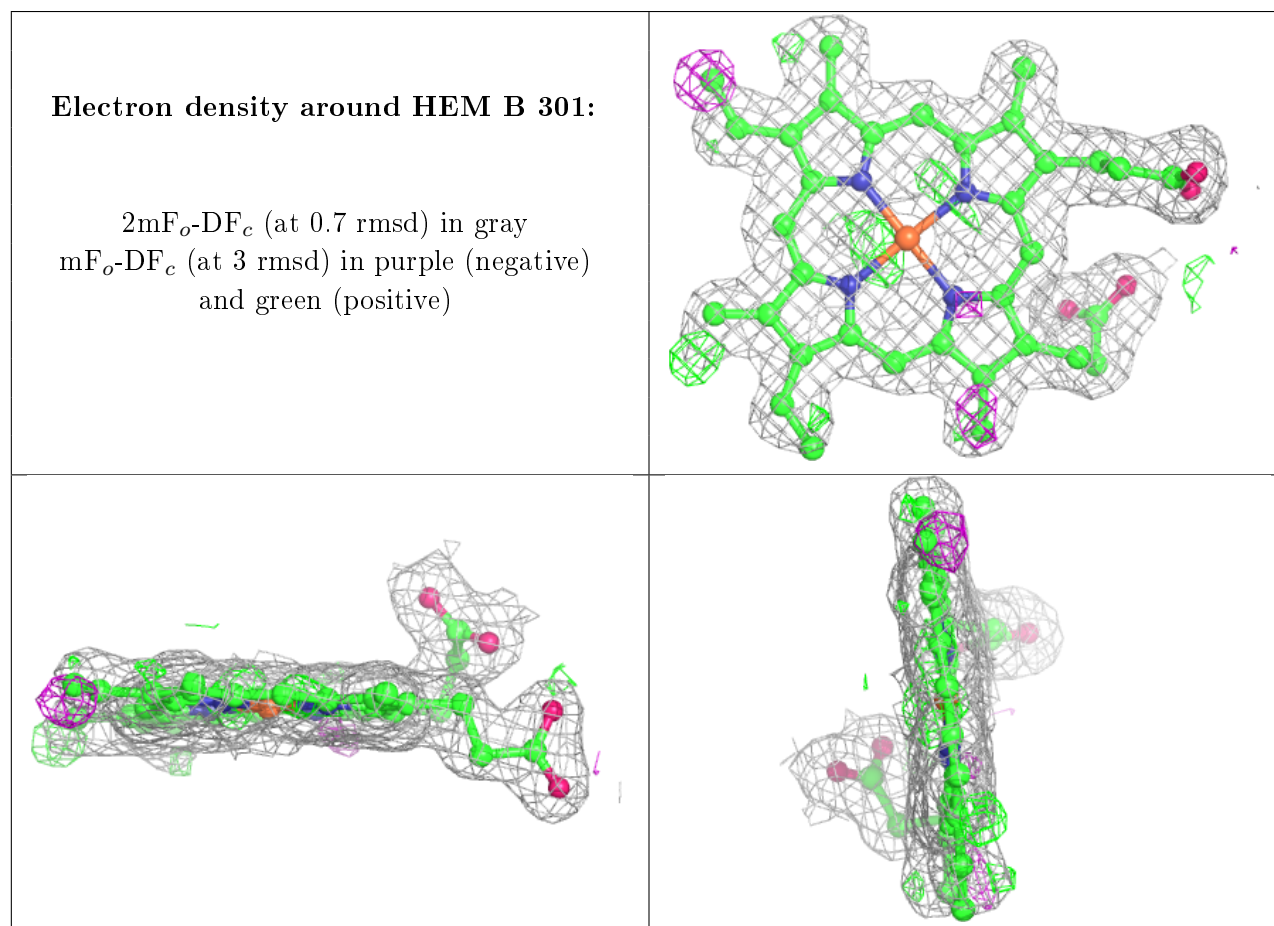 Electron density around HEM B 301:
2mFo-DFc (at 0.7 rmsd) in gray
mFo-DFc (at 3 rmsd) in purple (negative)
and green (positive)